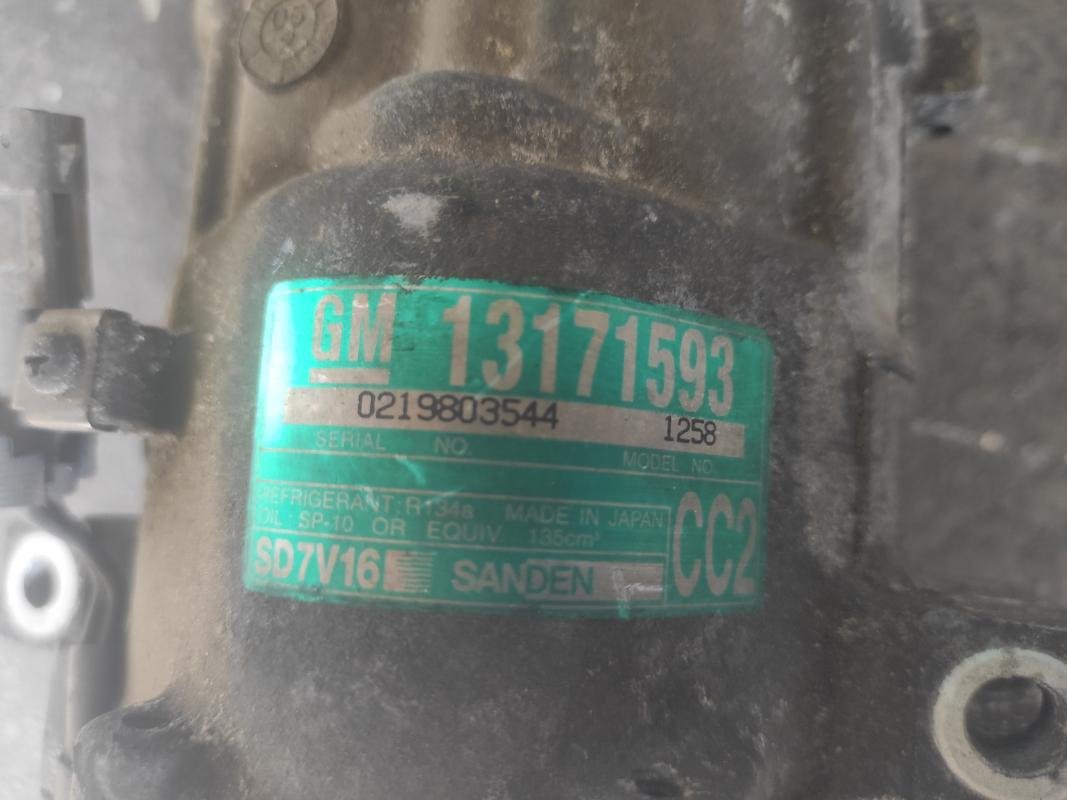 GM 13171593
0219803544 1258
SERIAL NO. MODEL NO.
REFRIGERANT: R134a MADE IN JAPAN
OIL: SP-10 OR EQUIV 135cm³
CC2
SD7V16 SANDEN